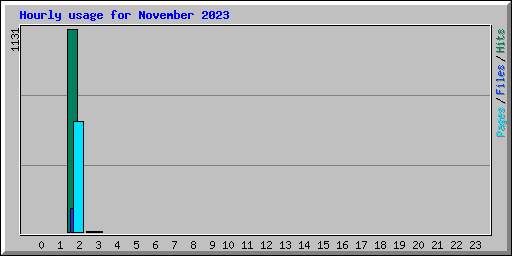 Hourly usage for November 2023
1131
Pages/Files/Hits
0 1 2 3 4 5 6 7 8 9 10 11 12 13 14 15 16 17 18 19 20 21 22 23